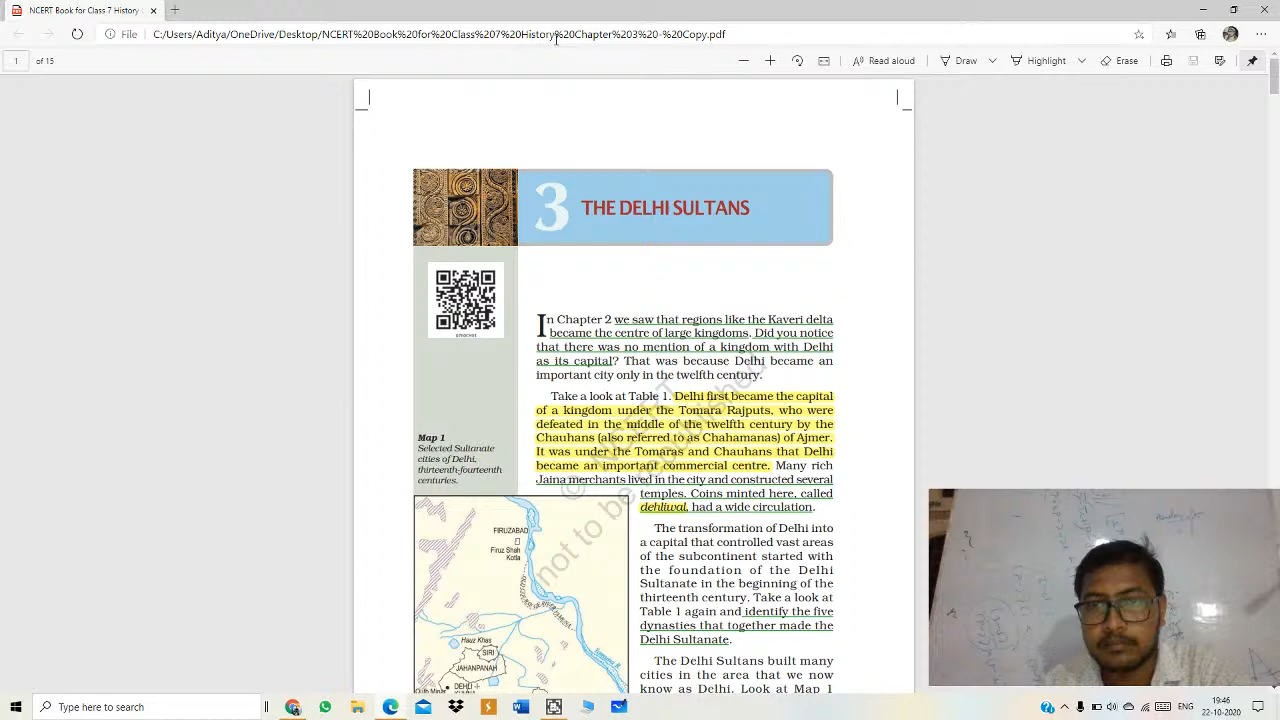 NCERT Book for Class 7 History C
File
C:/Users/Aditya/OneDrive/Desktop/NCERT%20Book%20for%20Class%207%20History%20Chapter%203%20-%20Copy.pdf
1 of 15
Read aloud
Draw
Highlight
Erase
3 THE DELHI SULTANS
In Chapter 2 we saw that regions like the Kaveri delta
became the centre of large kingdoms. Did you notice
that there was no mention of a kingdom with Delhi
as its capital? That was because Delhi became an
important city only in the twelfth century.
Take a look at Table 1. Delhi first became the capital
of a kingdom under the Tomara Rajputs, who were
defeated in the middle of the twelfth century by the
Chauhans (also referred to as Chahamanas) of Ajmer.
It was under the Tomaras and Chauhans that Delhi
became an important commercial centre. Many rich
Jaina merchants lived in the city and constructed several
temples. Coins minted here, called
dehliwal, had a wide circulation.
The transformation of Delhi into
a capital that controlled vast areas
of the subcontinent started with
the foundation of the Delhi
Sultanate in the beginning of the
thirteenth century. Take a look at
Table 1 again and identify the five
dynasties that together made the
Delhi Sultanate.
The Delhi Sultans built many
cities in the area that we now
know as Delhi. Look at Map 1
Map 1
Selected Sultanate
cities of Delhi,
thirteenth-fourteenth
centuries.
FIRUZABAD
Firuz Shah
Kotla
Hauz Khas
SIRI
JAHANPANAH
DEHLI
© NCERT
not to be republished
Type here to search
ENG
19:46
22-10-2020